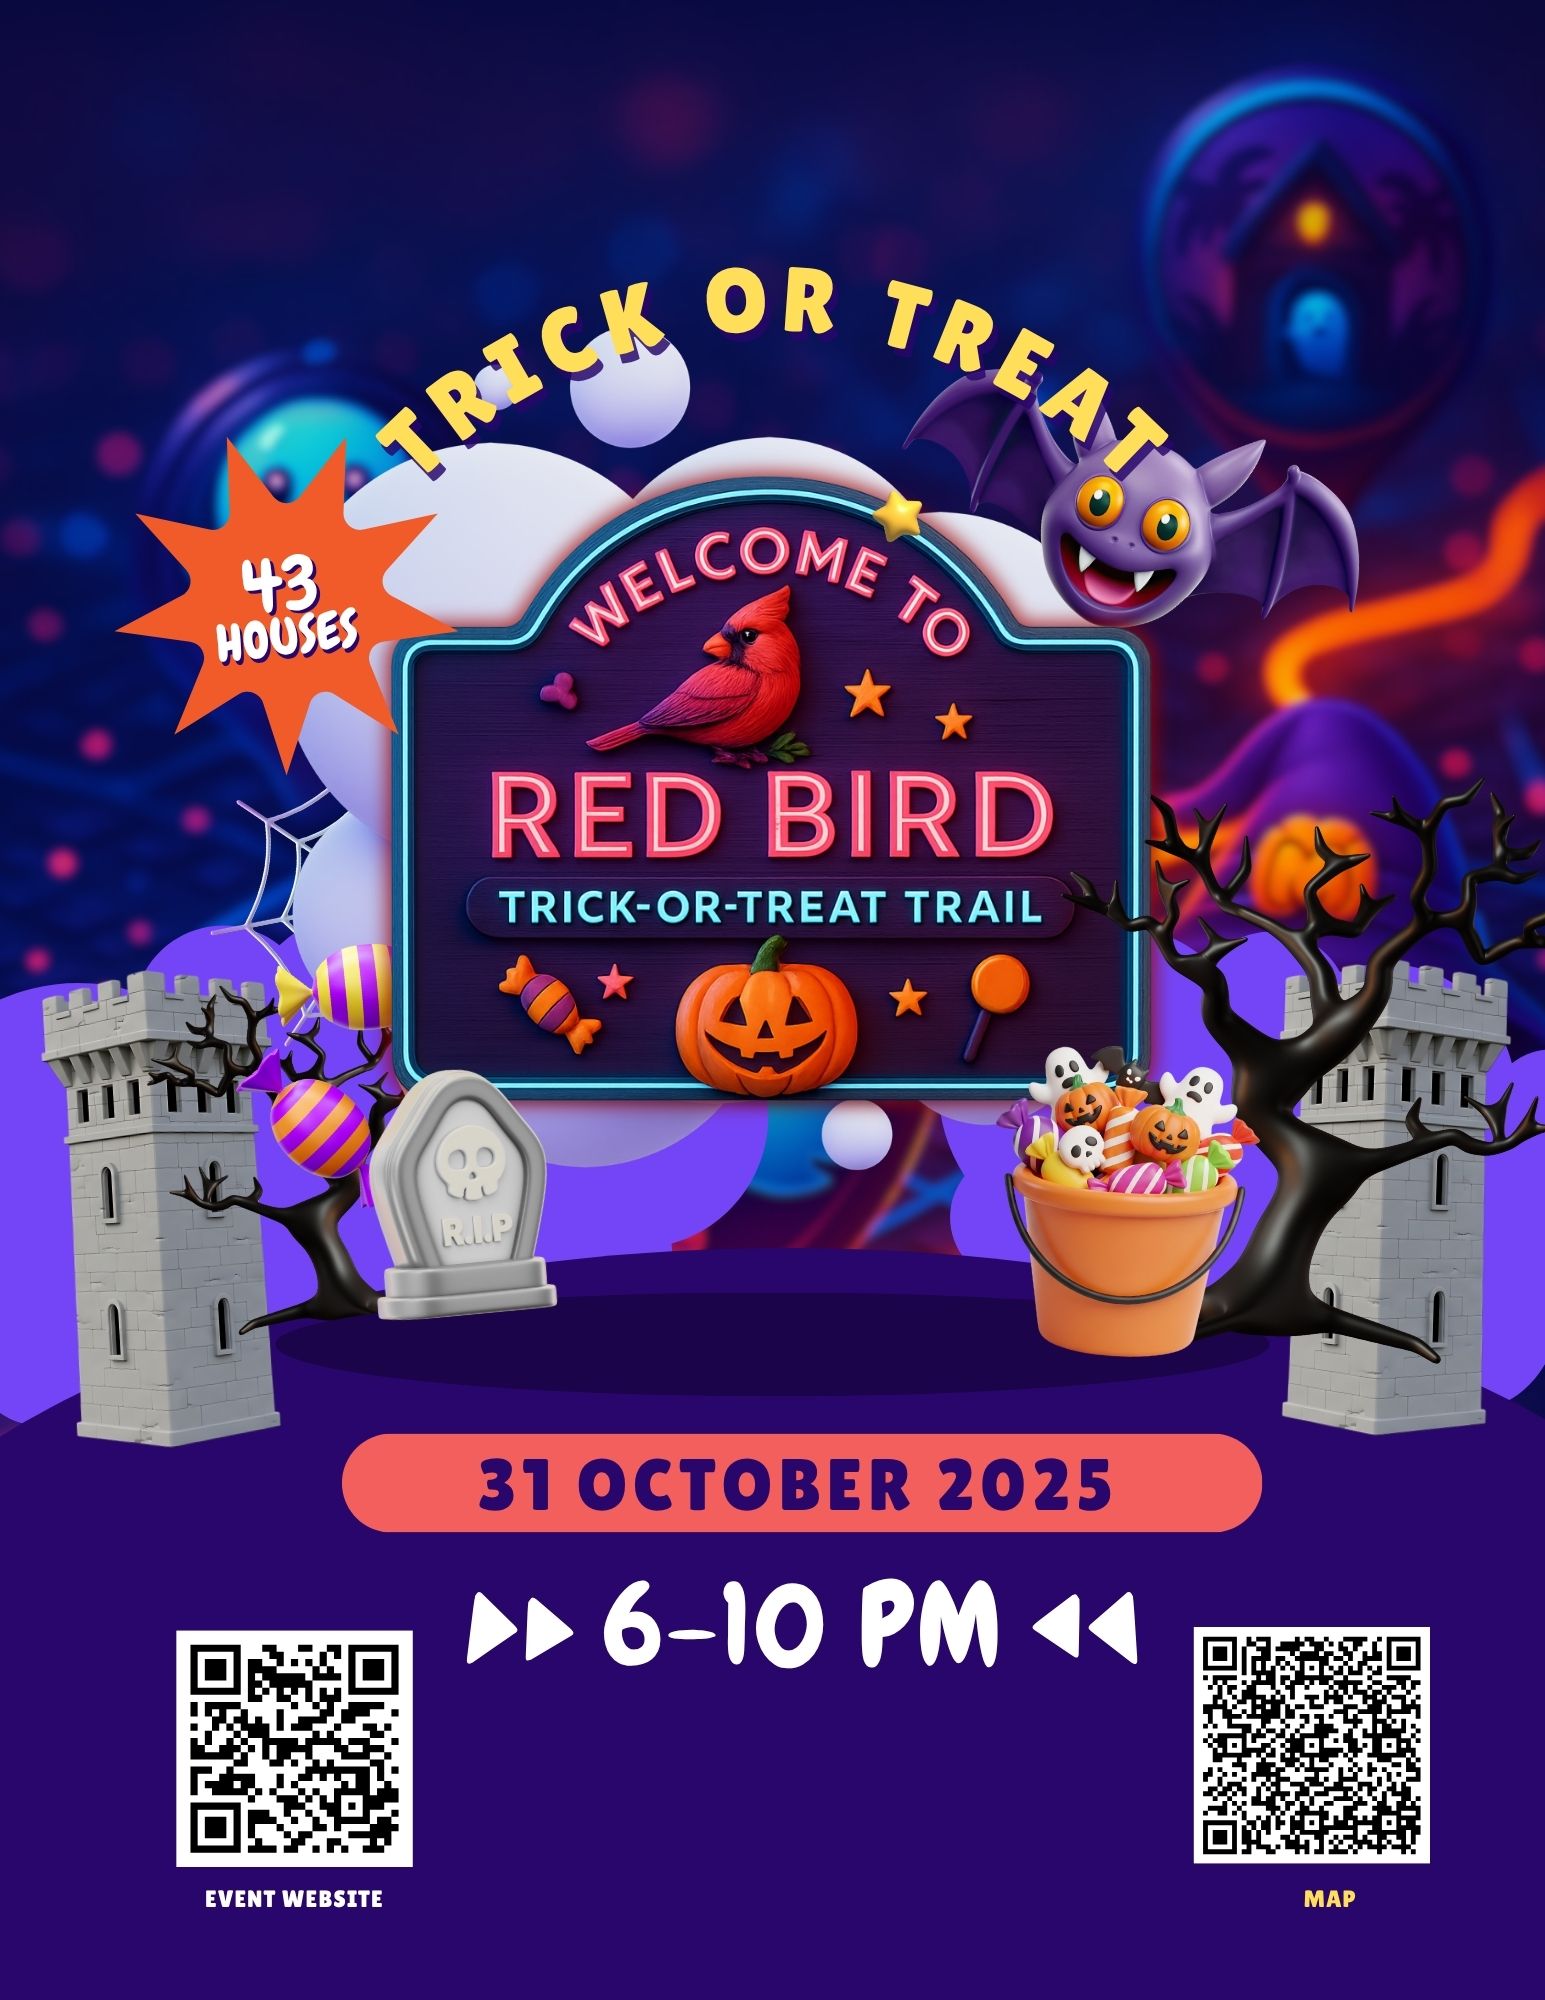 TRICK OR TREAT
43
HOUSES
WELCOME TO
RED BIRD
TRICK-OR-TREAT TRAIL
R.I.P
31 OCTOBER 2025
6-10 PM
EVENT WEBSITE
MAP